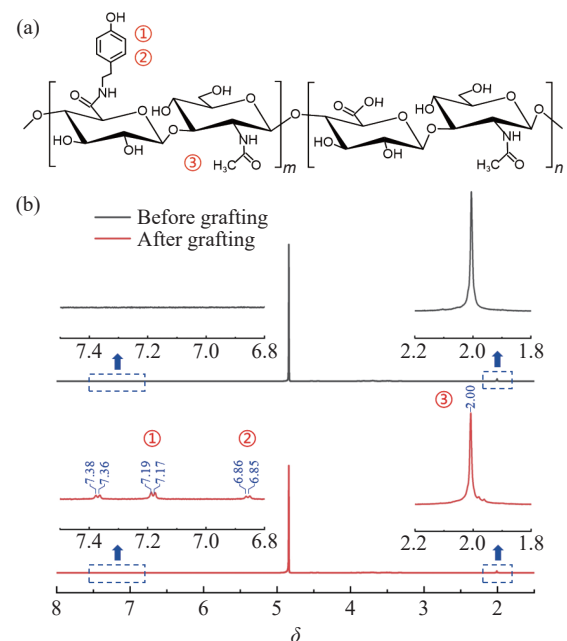 (a)
OH
①
②
NH
O
OH
OH
O
HO
O
O
HO
OH
O
NH
③
H₃C
O
m
O
OH
O
HO
O
OH
HO
OH
O
O
NH
H₃C
O
n
(b)
Before grafting
After grafting
7.4 7.2 7.0 6.8
2.2 2.0 1.8
③
2.00
① ②
7.38 7.36 7.19 7.17 6.86 6.85
7.4 7.2 7.0 6.8
2.2 2.0 1.8
8 7 6 5 4 3 2
δ